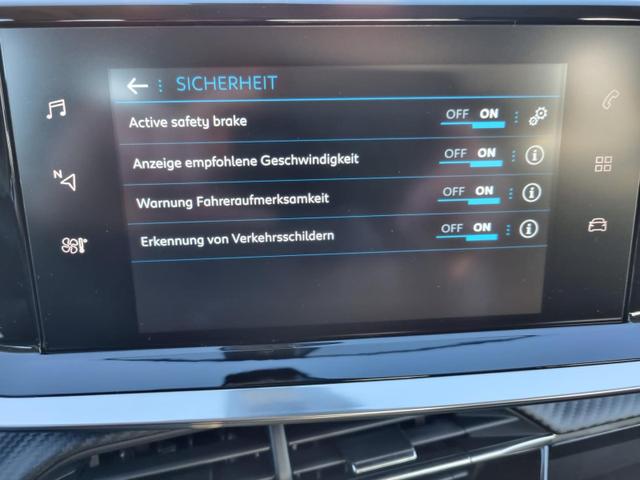 SICHERHEIT
Active safety brake OFF ON
Anzeige empfohlene Geschwindigkeit OFF ON
Warnung Fahreraufmerksamkeit OFF ON
Erkennung von Verkehrsschildern OFF ON
N